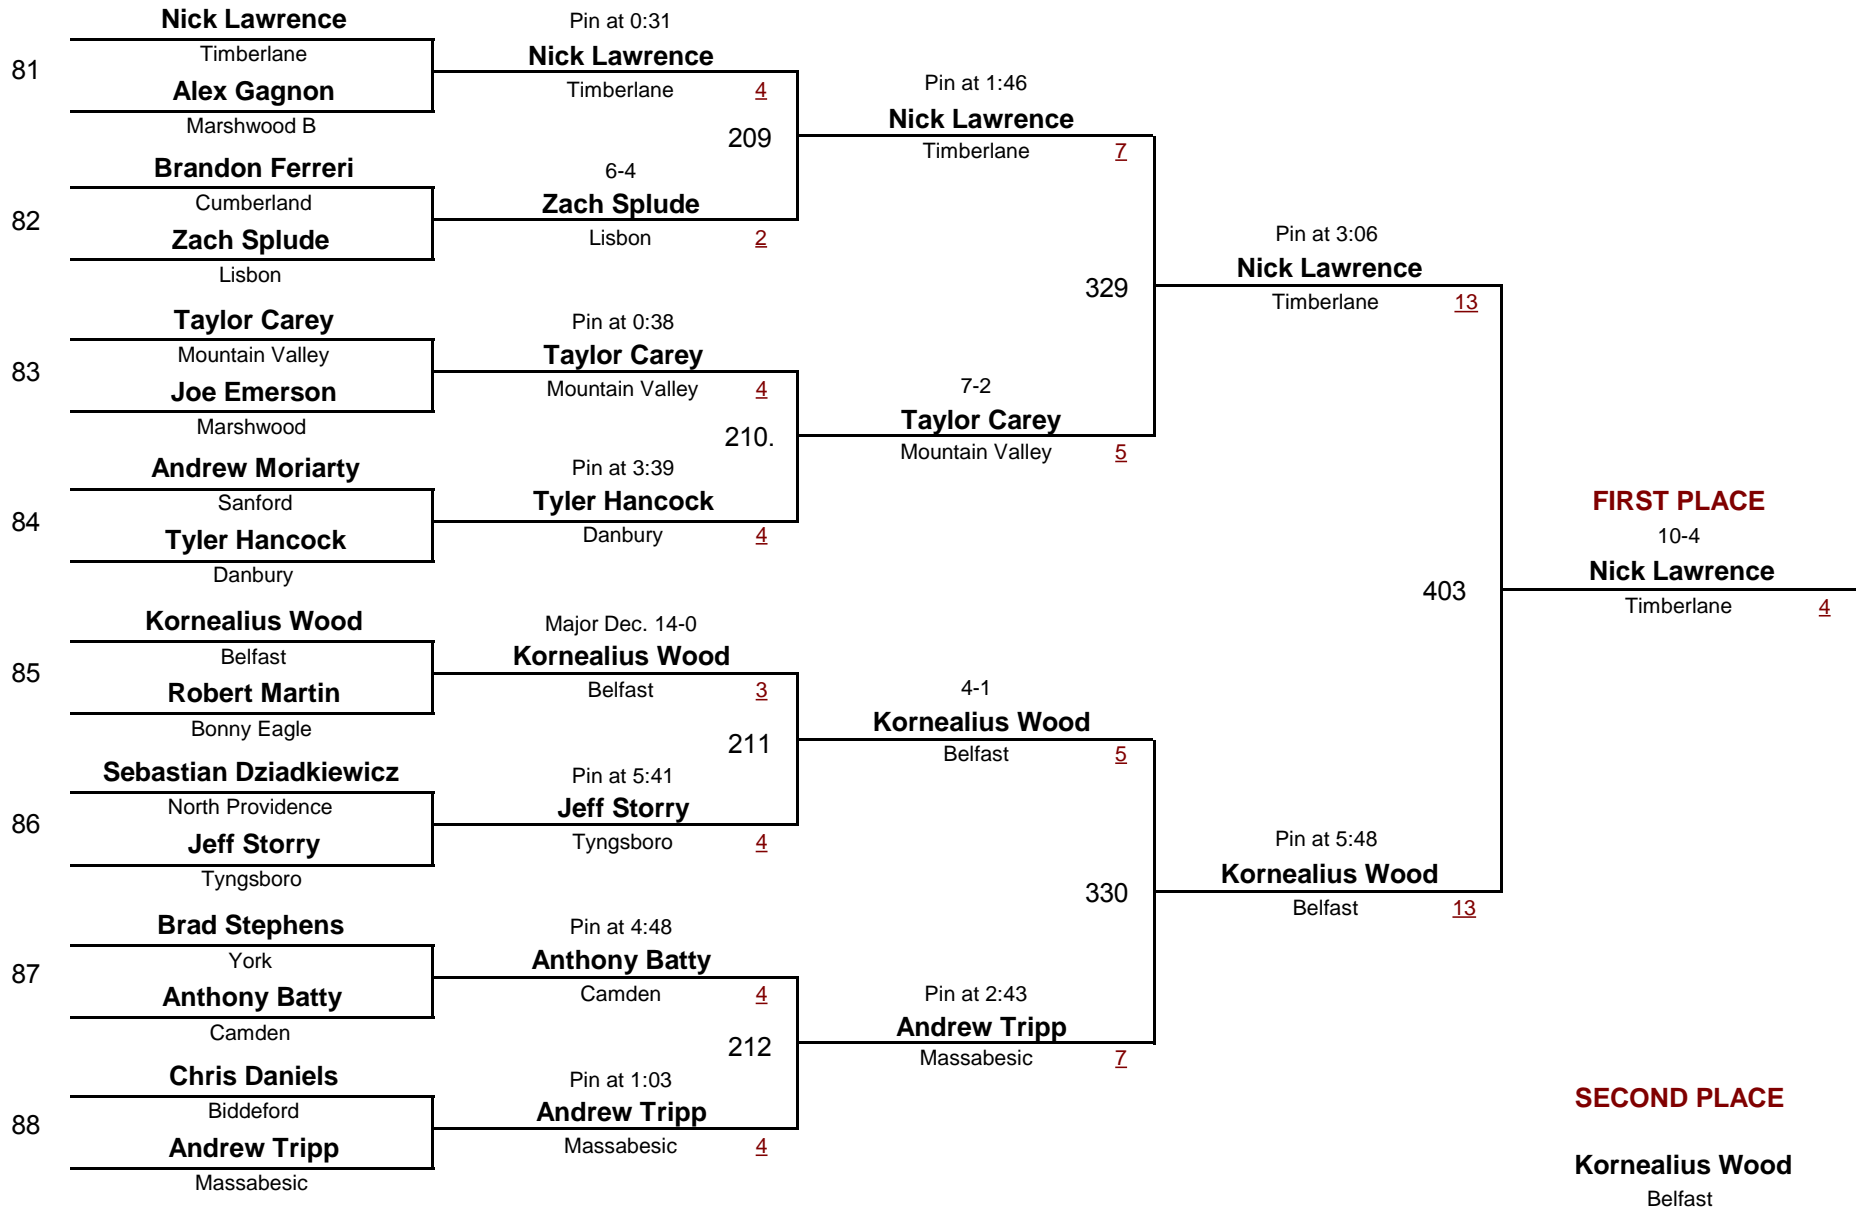 Nick Lawrence
Timberlane
81
Alex Gagnon
Marshwood B
Brandon Ferreri
Cumberland
82
Zach Splude
Lisbon
Taylor Carey
Mountain Valley
83
Joe Emerson
Marshwood
Andrew Moriarty
Sanford
84
Tyler Hancock
Danbury
Kornealius Wood
Belfast
85
Robert Martin
Bonny Eagle
Sebastian Dziadkiewicz
North Providence
86
Jeff Storry
Tyngsboro
Brad Stephens
York
87
Anthony Batty
Camden
Chris Daniels
Biddeford
88
Andrew Tripp
Massabesic
Pin at 0:31
Nick Lawrence
Timberlane 4
209
6-4
Zach Splude
Lisbon 2
Pin at 0:38
Taylor Carey
Mountain Valley 4
210.
Pin at 3:39
Tyler Hancock
Danbury 4
Major Dec. 14-0
Kornealius Wood
Belfast 3
211
Pin at 5:41
Jeff Storry
Tyngsboro 4
Pin at 4:48
Anthony Batty
Camden 4
212
Pin at 1:03
Andrew Tripp
Massabesic 4
Pin at 1:46
Nick Lawrence
Timberlane 7
329
7-2
Taylor Carey
Mountain Valley 5
4-1
Kornealius Wood
Belfast 5
330
Pin at 2:43
Andrew Tripp
Massabesic 7
Pin at 3:06
Nick Lawrence
Timberlane 13
403
Pin at 5:48
Kornealius Wood
Belfast 13
FIRST PLACE
10-4
Nick Lawrence
Timberlane 4
SECOND PLACE
Kornealius Wood
Belfast